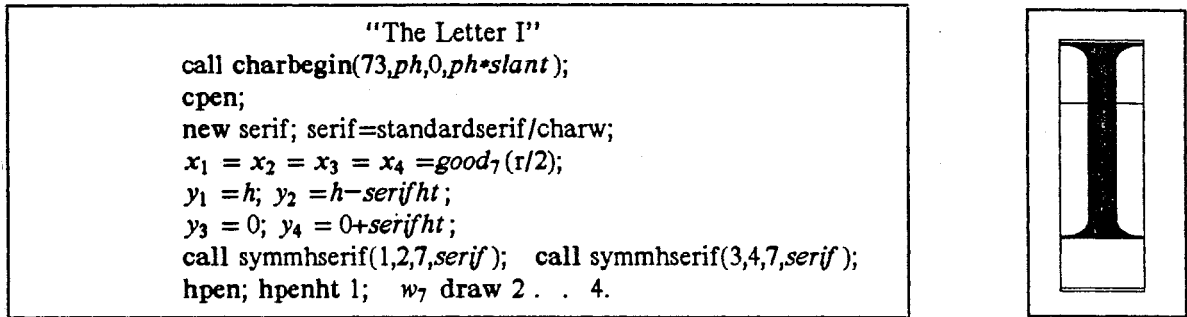 “The Letter I”
call charbegin(73,ph,0,ph*slant);
cpen;
new serif; serif=standardserif/charw;
x₁ = x₂ = x₃ = x₄ =good₇(r/2);
y₁ =h; y₂ =h−serifht;
y₃ = 0; y₄ = 0+serifht;
call symmhserif(1,2,7,serif); call symmhserif(3,4,7,serif);
hpen; hpenht 1; w₇ draw 2 . . 4.
I